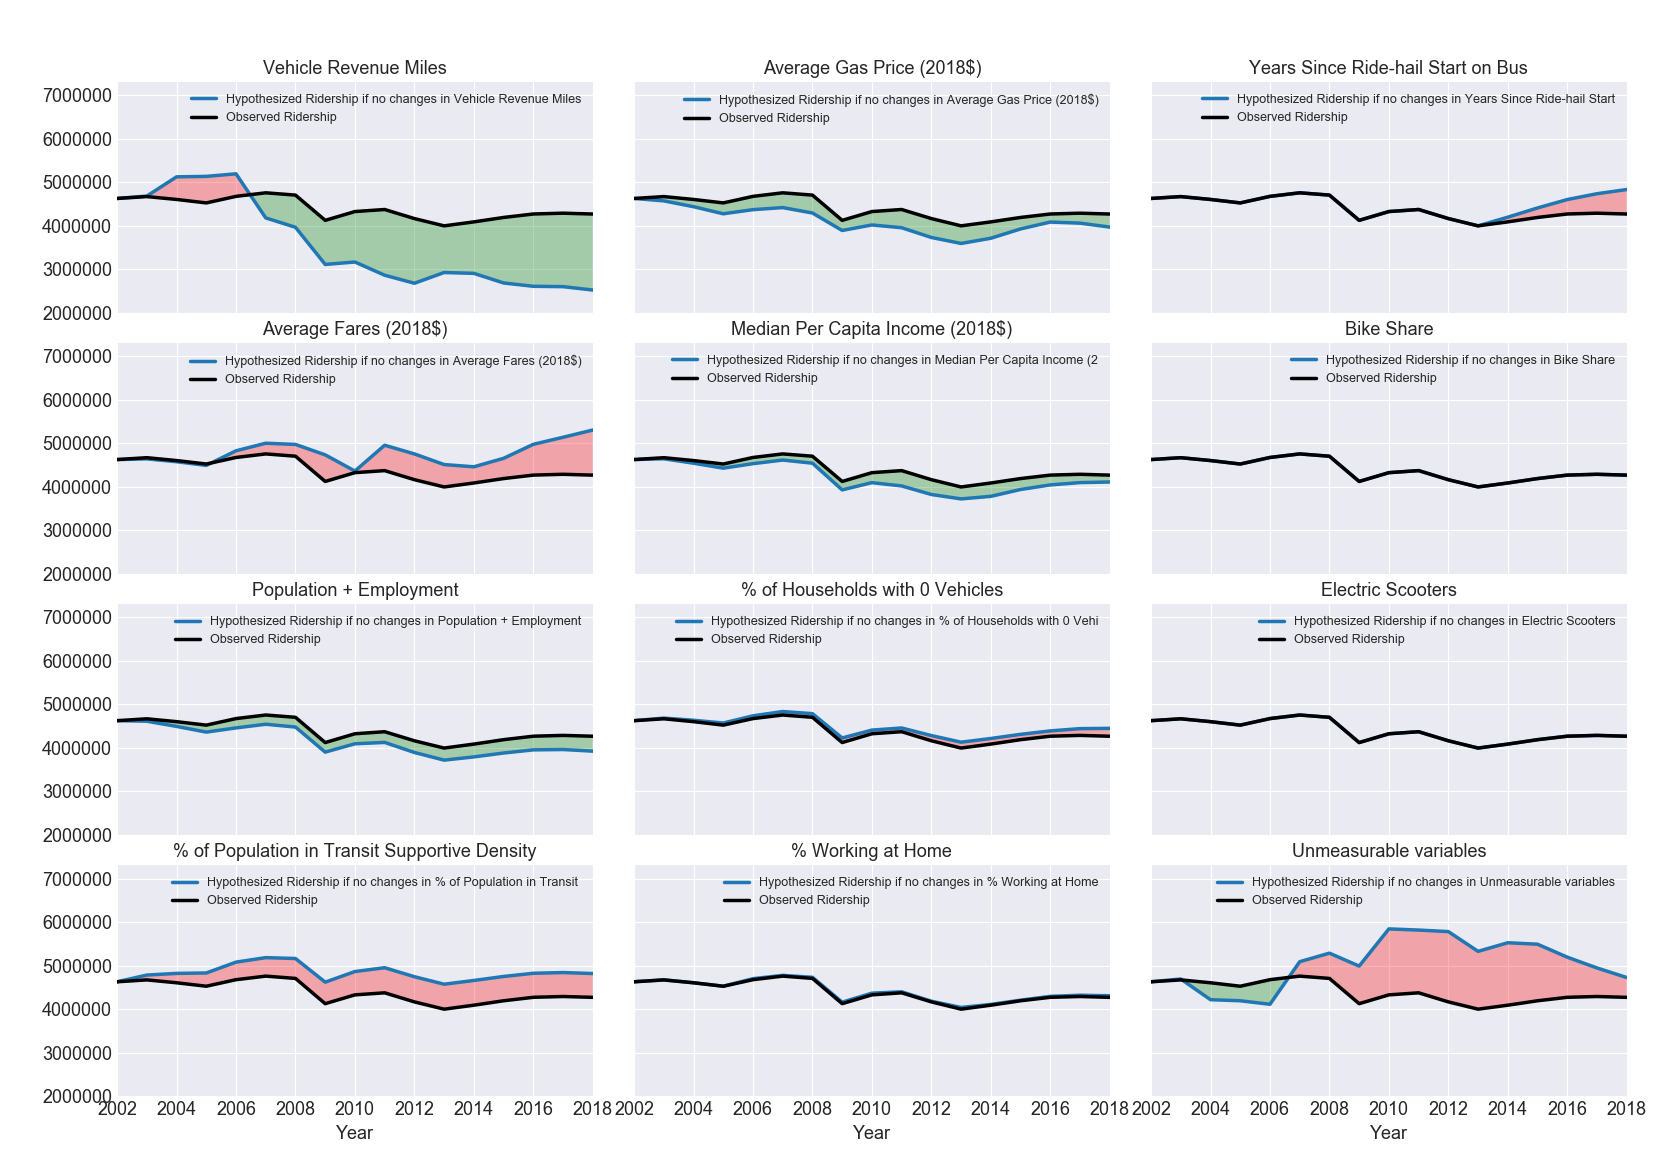 Vehicle Revenue Miles
Hypothesized Ridership if no changes in Vehicle Revenue Miles
Observed Ridership
7000000
6000000
5000000
4000000
3000000
2000000
Average Gas Price (2018$)
Hypothesized Ridership if no changes in Average Gas Price (2018$)
Observed Ridership
Years Since Ride-hail Start on Bus
Hypothesized Ridership if no changes in Years Since Ride-hail Start
Observed Ridership
Average Fares (2018$)
Hypothesized Ridership if no changes in Average Fares (2018$)
Observed Ridership
7000000
6000000
5000000
4000000
3000000
2000000
Median Per Capita Income (2018$)
Hypothesized Ridership if no changes in Median Per Capita Income (2
Observed Ridership
Bike Share
Hypothesized Ridership if no changes in Bike Share
Observed Ridership
Population + Employment
Hypothesized Ridership if no changes in Population + Employment
Observed Ridership
7000000
6000000
5000000
4000000
3000000
2000000
% of Households with 0 Vehicles
Hypothesized Ridership if no changes in % of Households with 0 Vehi
Observed Ridership
Electric Scooters
Hypothesized Ridership if no changes in Electric Scooters
Observed Ridership
% of Population in Transit Supportive Density
Hypothesized Ridership if no changes in % of Population in Transit
Observed Ridership
7000000
6000000
5000000
4000000
3000000
2000000
2002 2004 2006 2008 2010 2012 2014 2016 2018
Year
% Working at Home
Hypothesized Ridership if no changes in % Working at Home
Observed Ridership
2002 2004 2006 2008 2010 2012 2014 2016 2018
Year
Unmeasurable variables
Hypothesized Ridership if no changes in Unmeasurable variables
Observed Ridership
2002 2004 2006 2008 2010 2012 2014 2016 2018
Year